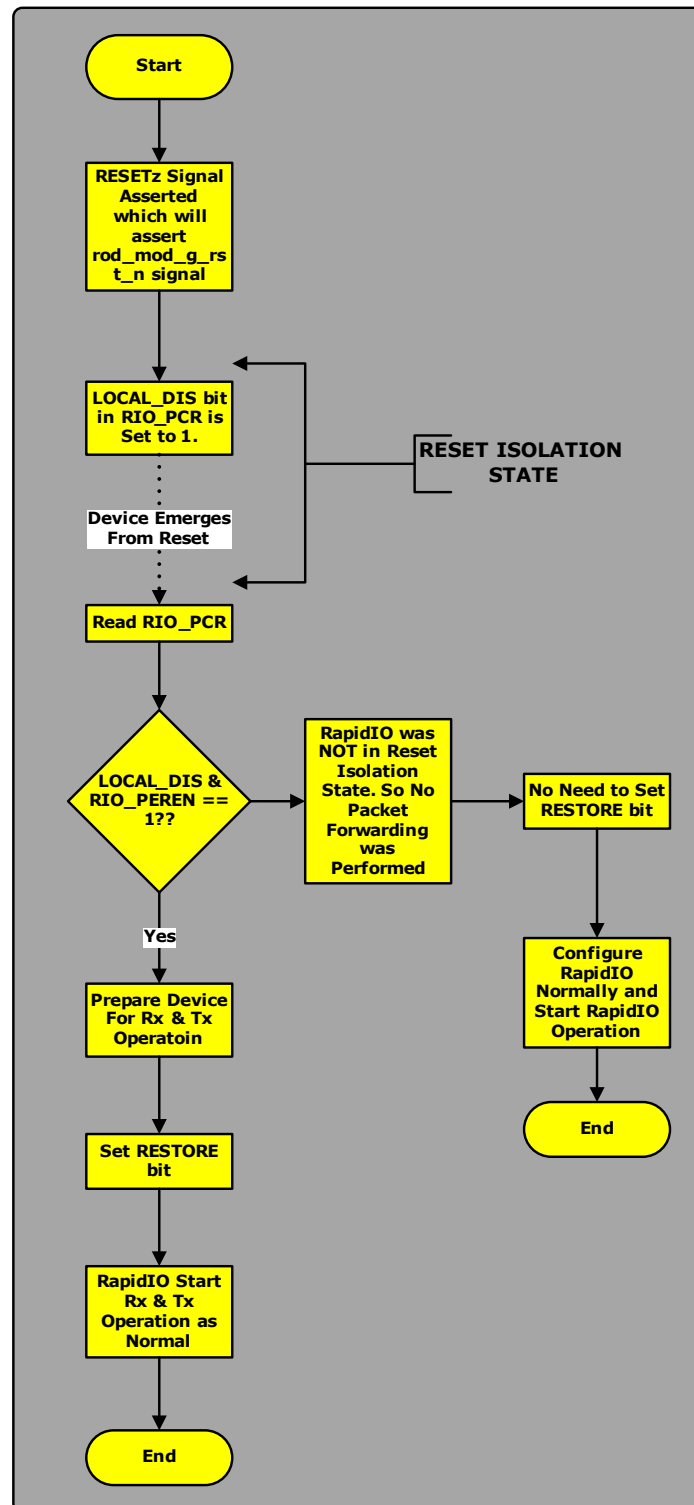 Start
RESETz Signal
Asserted
which will
assert
rod_mod_g_rs
t_n signal
LOCAL_DIS bit
in RIO_PCR is
Set to 1.
RESET ISOLATION
STATE
Device Emerges
From Reset
Read RIO_PCR
LOCAL_DIS &
RIO_PEREN ==
1??
RapidIO was
NOT in Reset
Isolation
State. So No
Packet
Forwarding
was
Performed
No Need to Set
RESTORE bit
Yes
Prepare Device
For Rx & Tx
Operatoin
Configure
RapidIO
Normally and
Start RapidIO
Operation
End
Set RESTORE
bit
RapidIO Start
Rx & Tx
Operation as
Normal
End